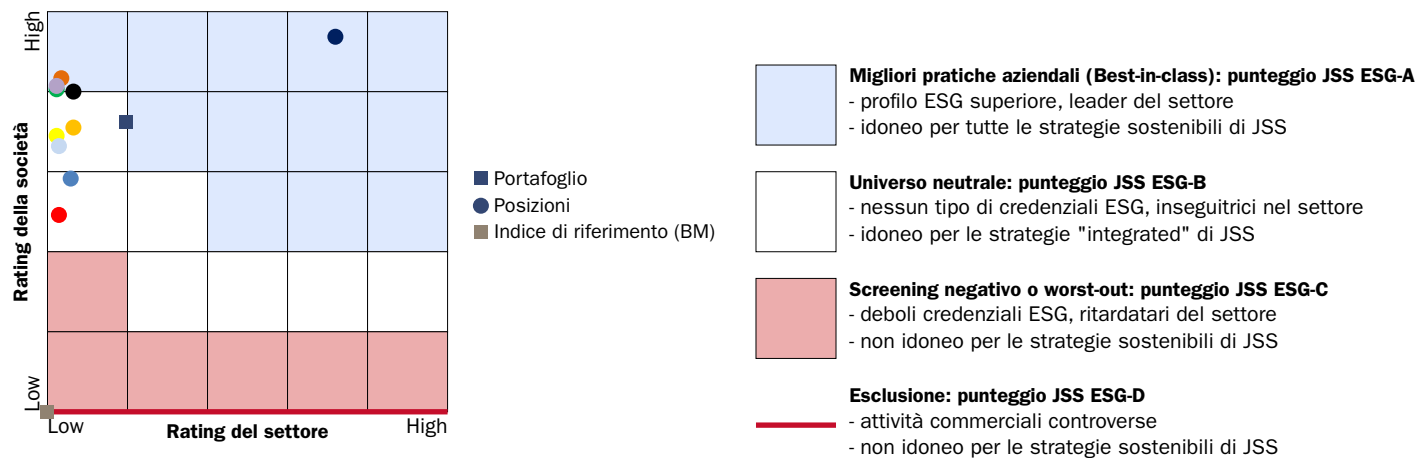 High
Rating della società
Low
Low
Rating del settore
High
Portafoglio
Posizioni
Indice di riferimento (BM)
Migliori pratiche aziendali (Best-in-class): punteggio JSS ESG-A
- profilo ESG superiore, leader del settore
- idoneo per tutte le strategie sostenibili di JSS
Universo neutrale: punteggio JSS ESG-B
- nessun tipo di credenziali ESG, inseguitrici nel settore
- idoneo per le strategie "integrated" di JSS
Screening negativo o worst-out: punteggio JSS ESG-C
- deboli credenziali ESG, ritardatari del settore
- non idoneo per le strategie sostenibili di JSS
Esclusione: punteggio JSS ESG-D
- attività commerciali controverse
- non idoneo per le strategie sostenibili di JSS